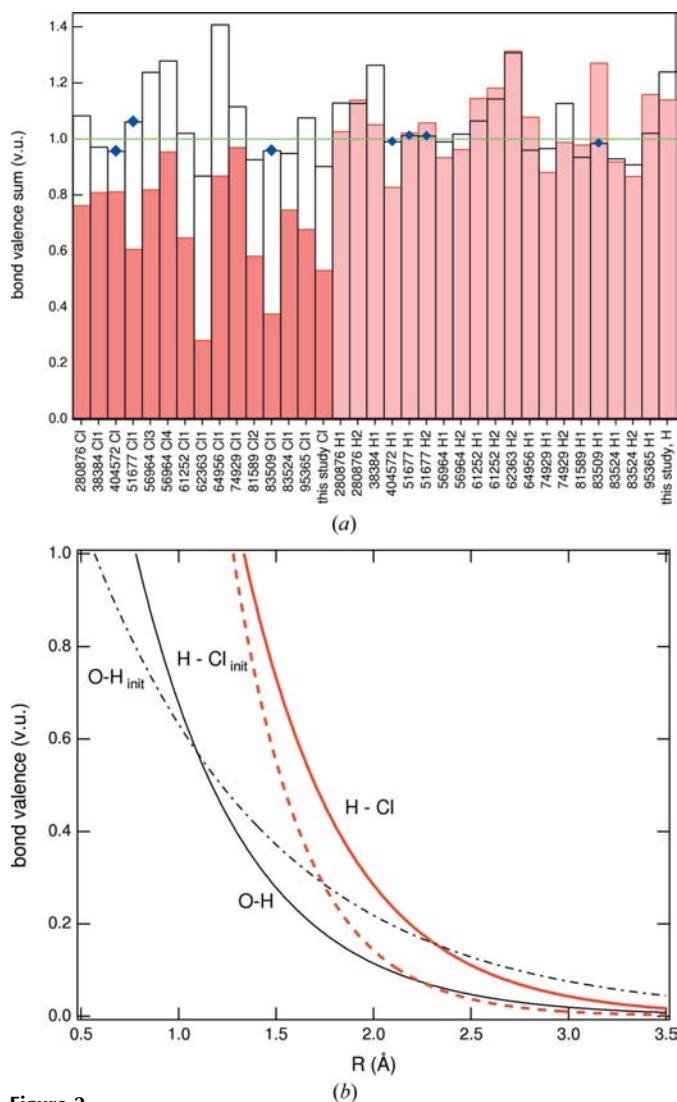 bond valence sum (v.u.)
1.4
1.2
1.0
0.8
0.6
0.4
0.2
0.0
280876 Cl
38384 Cl1
404572 Cl
51677 Cl1
56964 Cl3
56964 Cl4
61252 Cl1
62363 Cl1
64956 Cl1
74929 Cl1
81589 Cl2
83509 Cl1
83524 Cl1
95365 Cl1
this study Cl
280876 H1
280876 H2
38384 H1
404572 H1
51677 H1
51677 H2
56964 H1
56964 H2
61252 H1
61252 H2
62363 H2
64956 H1
74929 H1
74929 H2
81589 H1
83509 H1
83524 H1
83524 H2
95365 H1
this study, H
(a)
bond valence (v.u.)
1.0
0.8
0.6
0.4
0.2
0.0
O-Hinit
H - Clinit
H - Cl
O-H
0.5 1.0 1.5 2.0 2.5 3.0 3.5
R (Å)
(b)